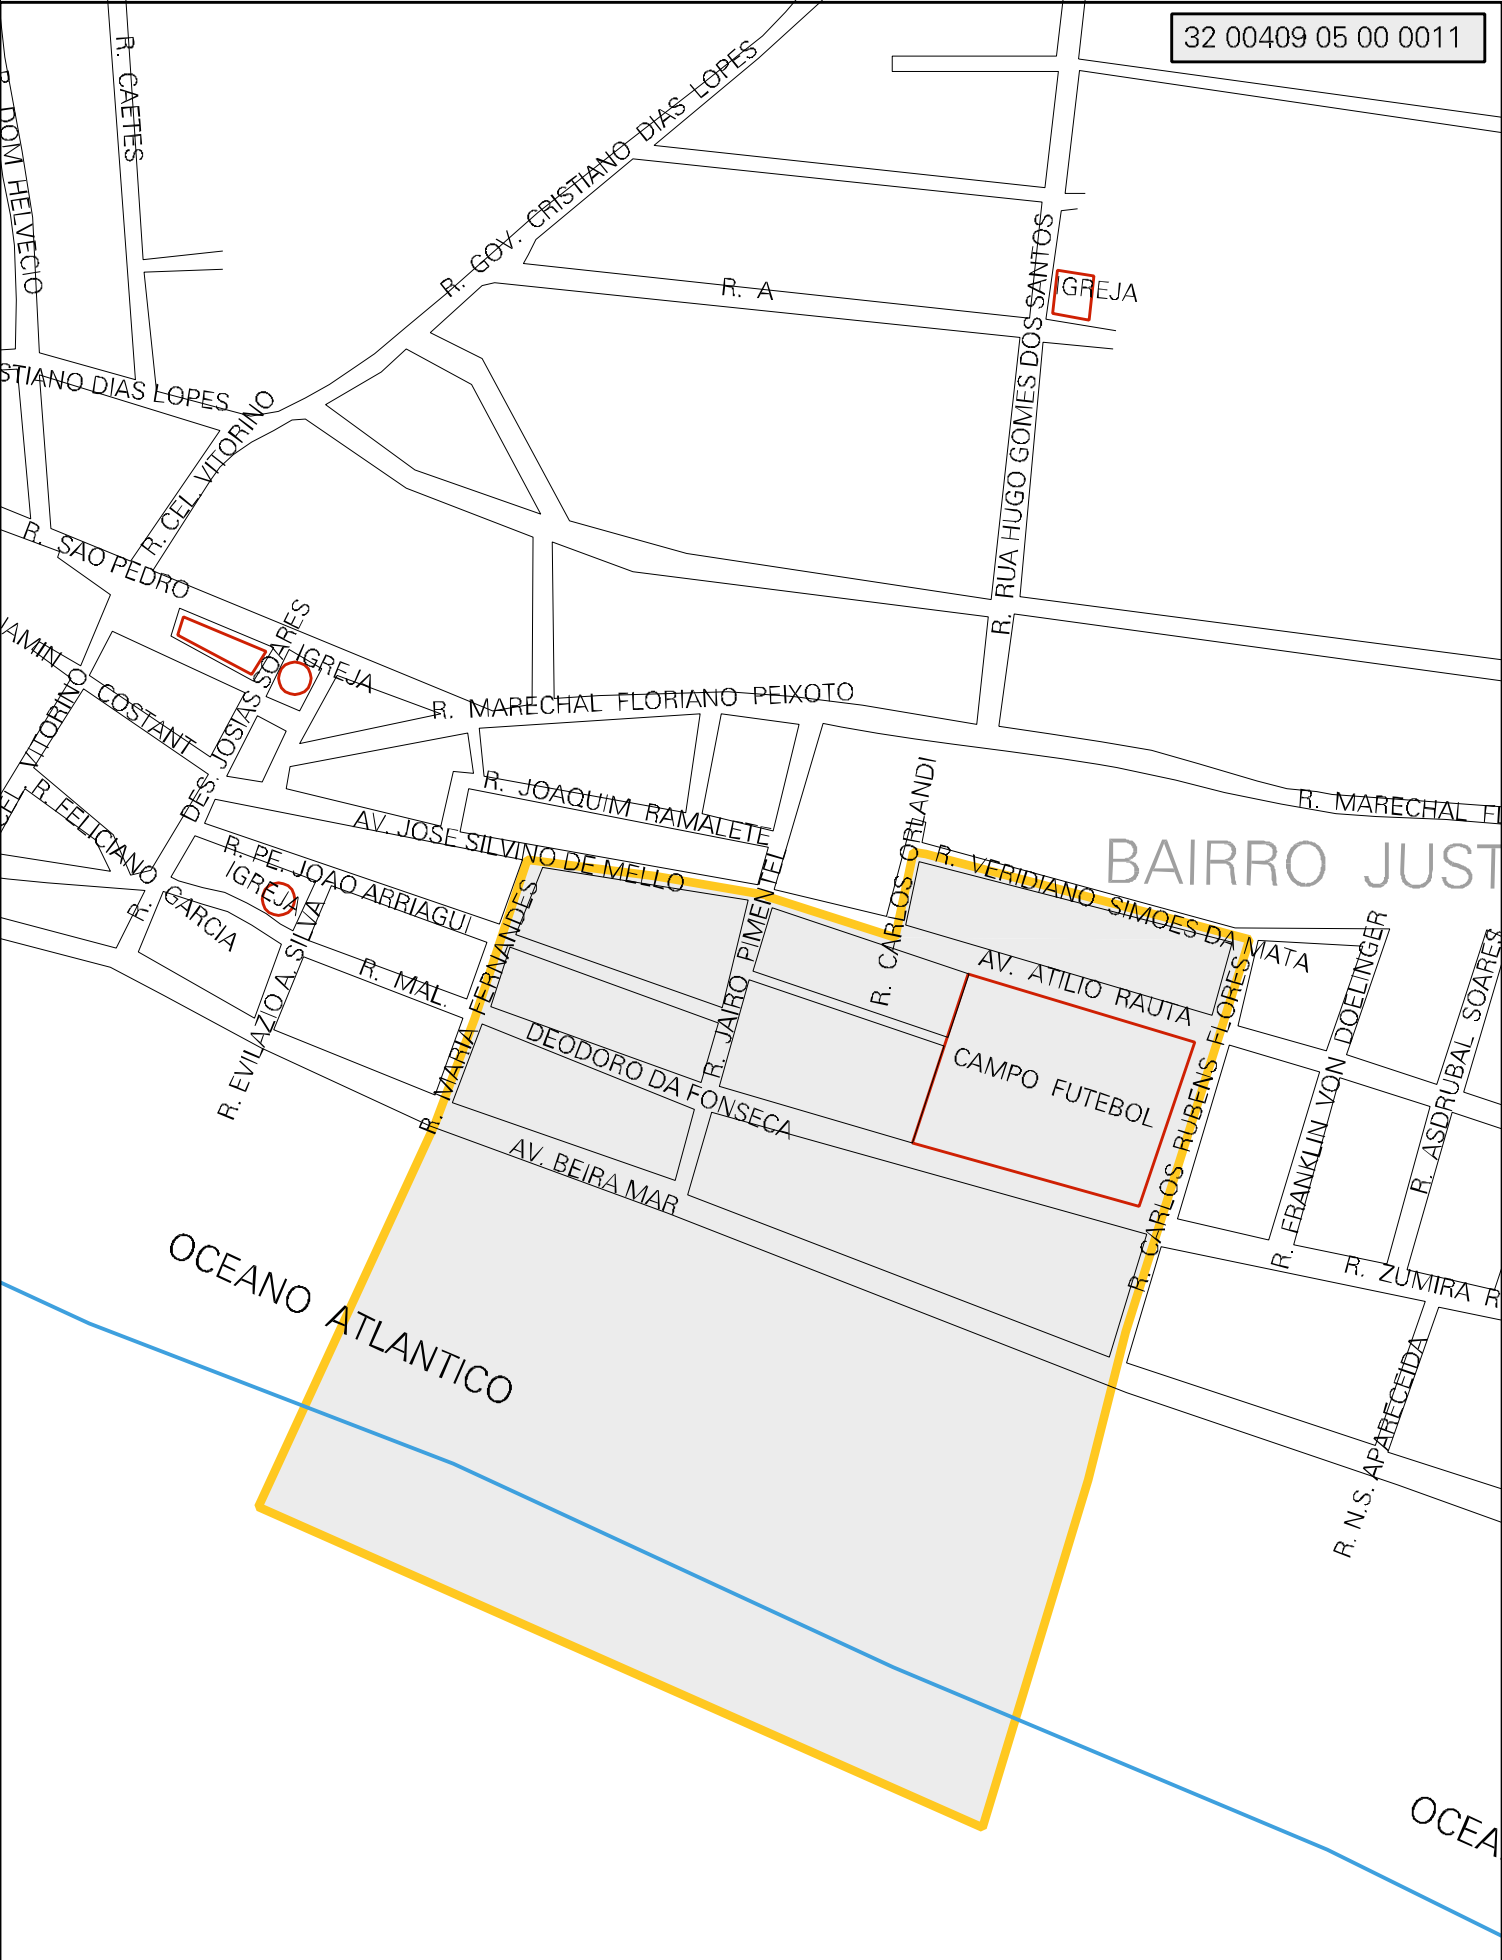 32 00409 05 00 0011
R. CAETES
DOM HELVECIO
R. GOV. CRISTIANO DIAS LOPES
R. A
IGREJA
R. RUA HUGO GOMES DOS SANTOS
STIANO DIAS LOPES
R. CEL. VITORINO
R. SAO PEDRO
JAMIN COSTANT
IGREJA
DES. JOSIAS SOARES
VITORINO
R. MARECHAL FLORIANO PEIXOTO
R. JOAQUIM RAMALETE
R. MARECHAL FL
BAIRRO JUST
R. FELICIANO GARCIA
AV. JOSE SILVINO DE MELLO
R. PE. JOAO ARRIAGUI
IGREJA
R.
R. CARLOS ORLANDI
R. VERIDIANO SIMOES DA MATA
AV. ATILIO RAUTA
R. MAL. DEODORO DA FONSECA
R. EVILAZIO A. SILVA
R. MARIA FERNANDES
R. JAIRO PIMENTEL
CAMPO FUTEBOL
R. CARLOS RUBENS FLORES
R. FRANKLIN VON DOELINGER
R. ASDRUBAL SOARES
AV. BEIRA MAR
R. ZUMIRA R
R. N.S. APARECEIDA
OCEANO ATLANTICO
OCEA